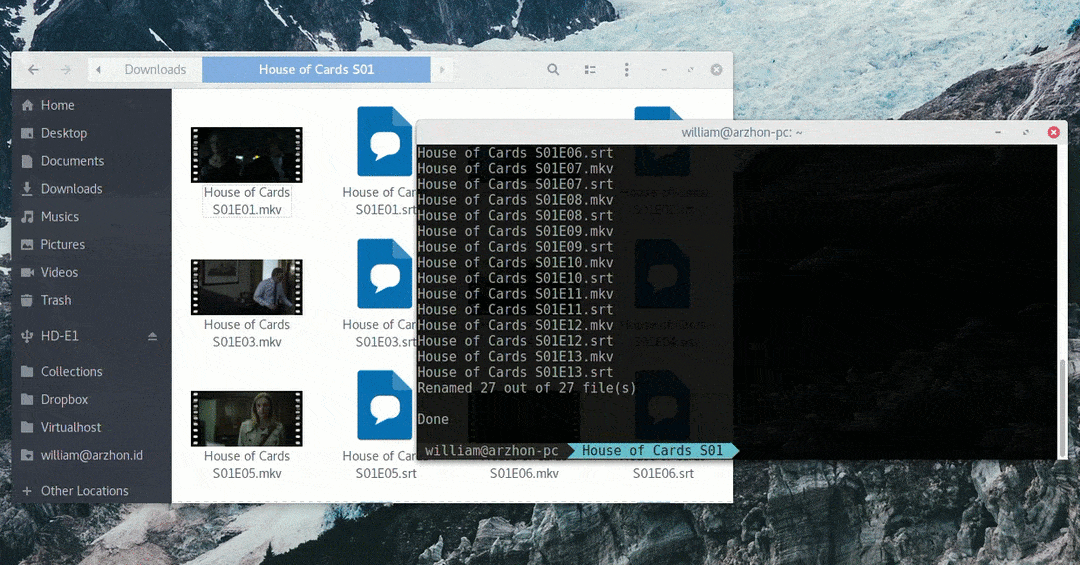 Downloads
House of Cards S01
Home
Desktop
Documents
Downloads
Musics
Pictures
Videos
Trash
HD-E1
Collections
Dropbox
Virtualhost
william@arzhon.id
Other Locations
House of Cards
S01E01.mkv
House of Car
S01E01.srt
House of Cards
S01E03.mkv
House of Car
S01E03.srt
House of Cards
S01E05.mkv
House of Car
S01E05.srt
S01E06.mkv
S01E06.srt
william@arzhon-pc: ~
House of Cards S01E06.srt
House of Cards S01E07.mkv
House of Cards S01E07.srt
House of Cards S01E08.mkv
House of Cards S01E08.srt
House of Cards S01E09.mkv
House of Cards S01E09.srt
House of Cards S01E10.mkv
House of Cards S01E10.srt
House of Cards S01E11.mkv
House of Cards S01E11.srt
House of Cards S01E12.mkv
House of Cards S01E12.srt
House of Cards S01E13.mkv
House of Cards S01E13.srt
Renamed 27 out of 27 file(s)
Done
william@arzhon-pc House of Cards S01